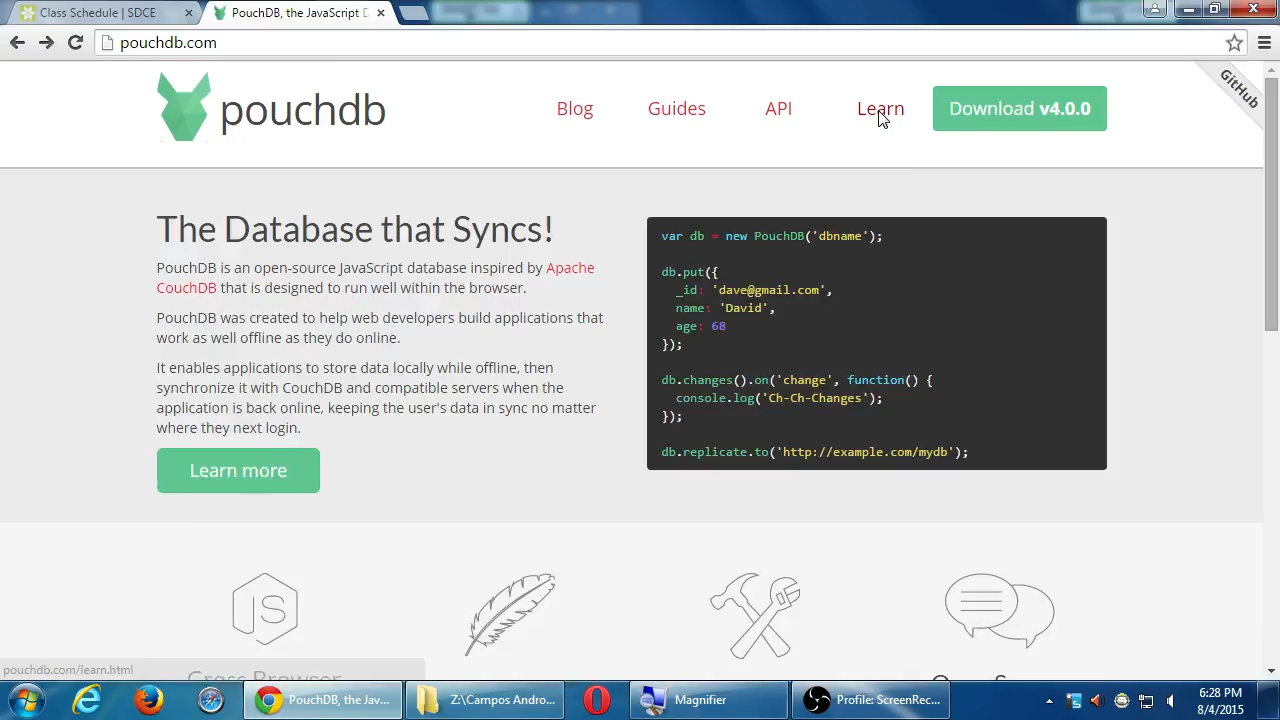 Class Schedule | SDCE
PouchDB, the JavaScript D
pouchdb.com
GitHub
pouchdb
Blog
Guides
API
Learn
Download v4.0.0
The Database that Syncs!
PouchDB is an open-source JavaScript database inspired by Apache
CouchDB that is designed to run well within the browser.
PouchDB was created to help web developers build applications that
work as well offline as they do online.
It enables applications to store data locally while offline, then
synchronize it with CouchDB and compatible servers when the
application is back online, keeping the user's data in sync no matter
where they next login.
Learn more
var db = new PouchDB('dbname');
db.put({
_id: 'dave@gmail.com',
name: 'David',
age: 68
});
db.changes().on('change', function() {
console.log('Ch-Ch-Changes');
});
db.replicate.to('http://example.com/mydb');
JS
Cross Browser
pouchdb.com/learn.html
PouchDB, the Jav...
Z:\Campos Andro...
Magnifier
Profile: ScreenRec...
6:28 PM
8/4/2015